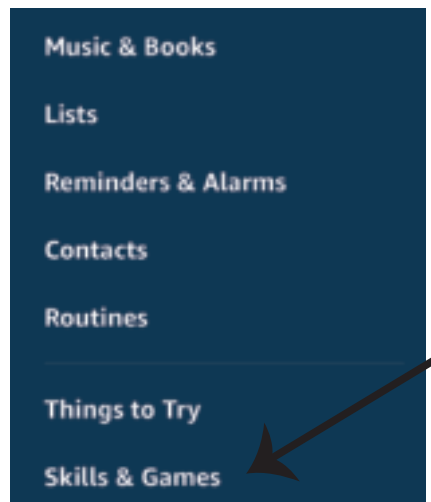 Music & Books
Lists
Reminders & Alarms
Contacts
Routines
Things to Try
Skills & Games